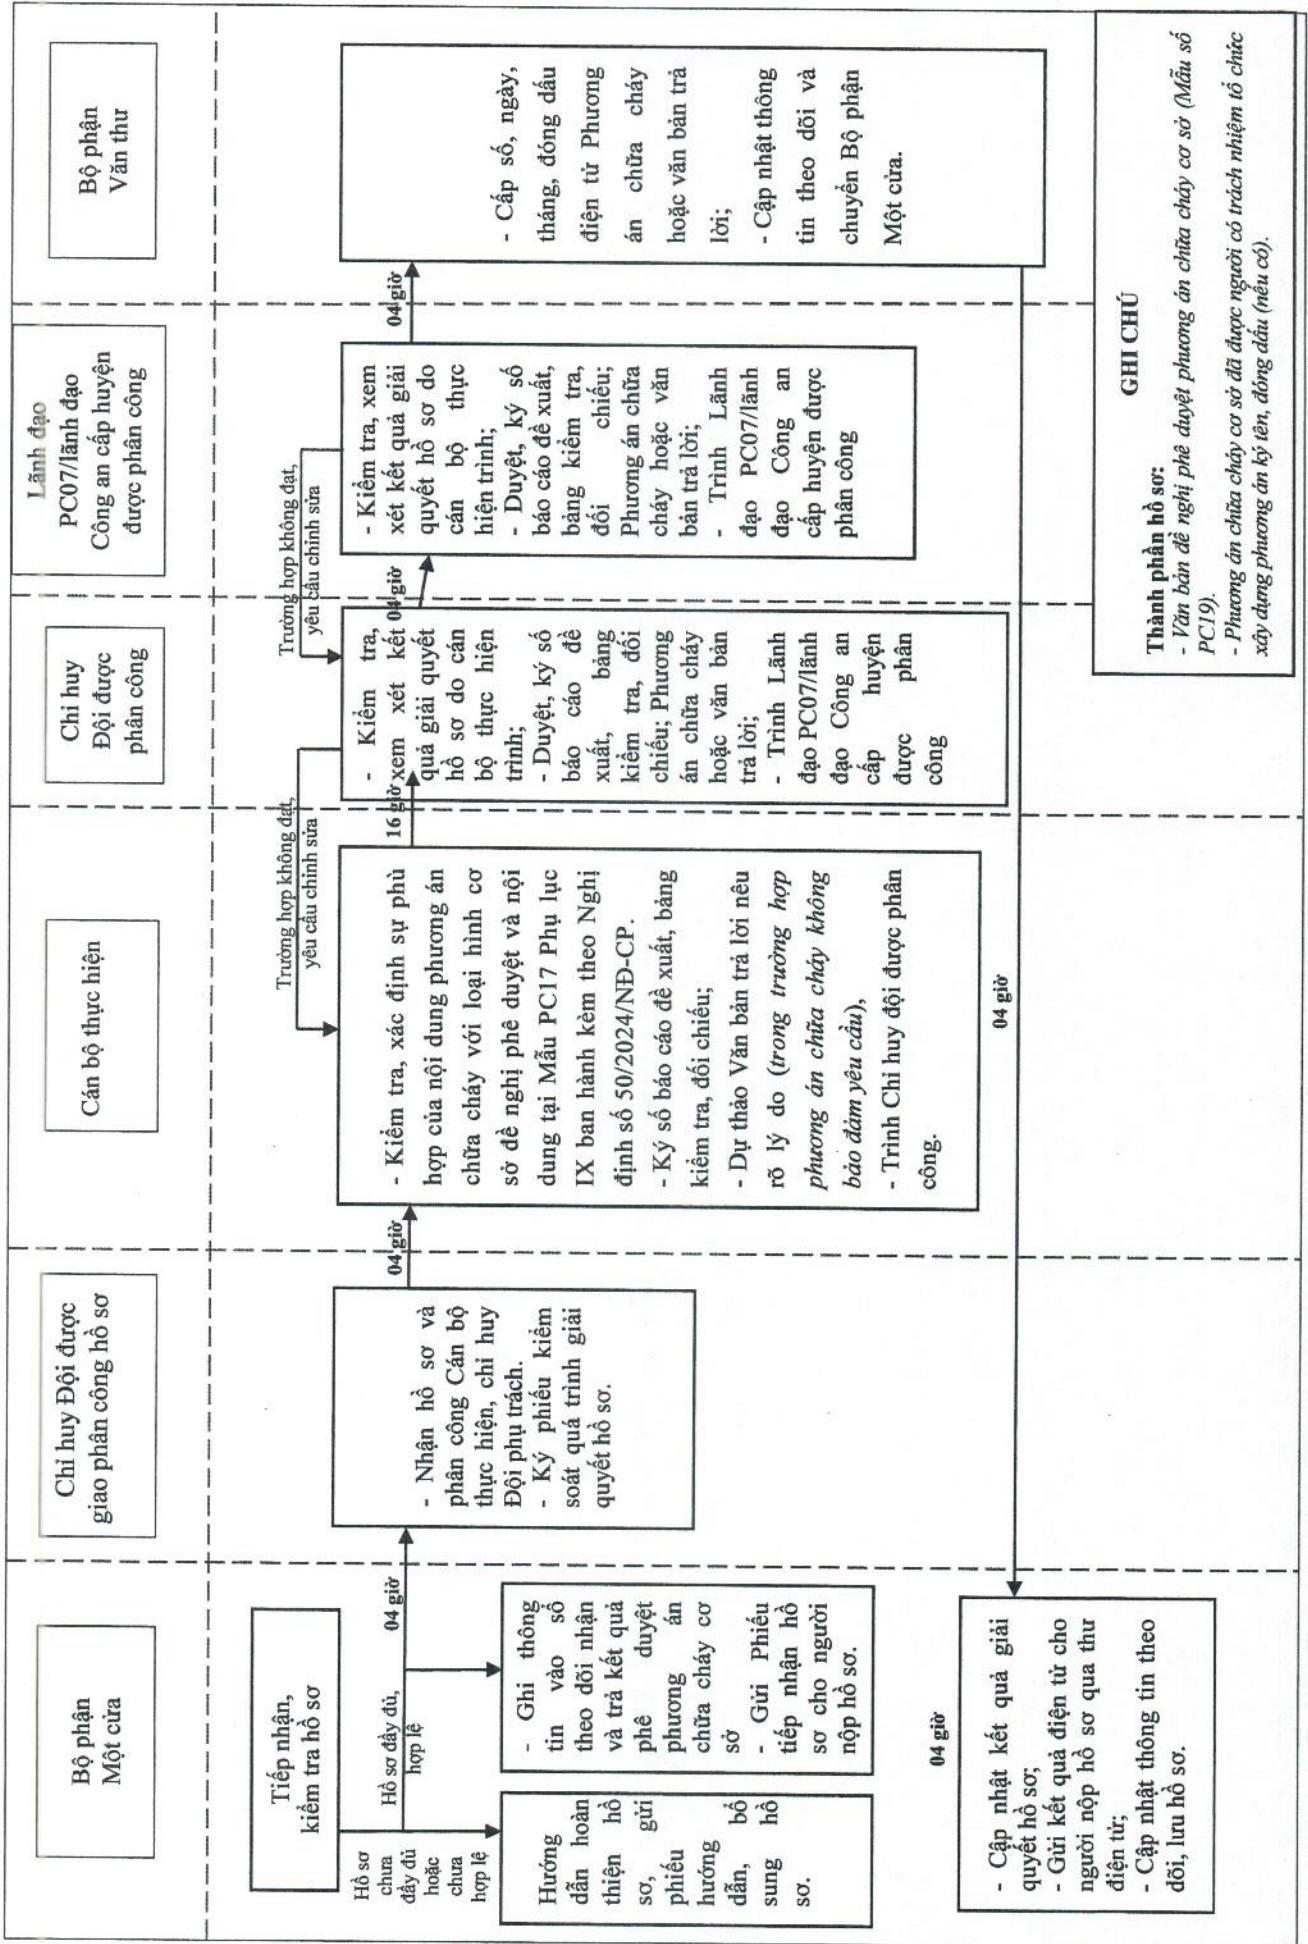 Bộ phận
Một cửa
Chỉ huy Đội được
giao phân công hồ sơ
Cán bộ thực hiện
Chỉ huy
Đội được
phân công
Lãnh đạo
PC07/lãnh đạo
Công an cấp huyện
được phân công
Bộ phận
Văn thư
Tiếp nhận,
kiểm tra hồ sơ
Hồ sơ
chưa
đầy đủ
hoặc
chưa
hợp lệ
Hồ sơ đầy đủ,
hợp lệ
04 giờ
Hướng
dẫn hoàn
thiện hồ
sơ, gửi
phiếu
hướng
dẫn, bổ
sung hồ
sơ.
- Ghi thông
tin vào sổ
theo dõi nhận
và trả kết quả
phê duyệt
phương án
chữa cháy cơ
sở
- Gửi Phiếu
tiếp nhận hồ
sơ cho người
nộp hồ sơ.
- Nhận hồ sơ và
phân công Cán bộ
thực hiện, chỉ huy
Đội phụ trách.
- Ký phiếu kiểm
soát quá trình giải
quyết hồ sơ.
04 giờ
- Kiểm tra, xác định sự phù
hợp của nội dung phương án
chữa cháy với loại hình cơ
sở đề nghị phê duyệt và nội
dung tại Mẫu PC17 Phụ lục
IX ban hành kèm theo Nghị
định số 50/2024/NĐ-CP.
- Ký số báo cáo đề xuất, bảng
kiểm tra, đối chiếu;
- Dự thảo Văn bản trả lời nêu
rõ lý do (trong trường hợp
phương án chữa cháy không
bảo đảm yêu cầu),
- Trình Chỉ huy đội được phân
công.
Trường hợp không đạt,
yêu cầu chỉnh sửa
16 giờ
- Kiểm tra,
xem xét kết
quả giải quyết
hồ sơ do cán
bộ thực hiện
trình;
- Duyệt, ký số
báo cáo đề
xuất, bảng
kiểm tra, đối
chiếu; Phương
án chữa cháy
hoặc văn bản
trả lời;
- Trình Lãnh
đạo PC07/lãnh
đạo Công an
cấp huyện
được phân
công
Trường hợp không đạt,
yêu cầu chỉnh sửa
04 giờ
- Kiểm tra, xem
xét kết quả giải
quyết hồ sơ do
cán bộ thực
hiện trình;
- Duyệt, ký số
báo cáo đề xuất,
bảng kiểm tra,
đối chiếu;
Phương án chữa
cháy hoặc văn
bản trả lời;
- Trình Lãnh
đạo PC07/lãnh
đạo Công an
cấp huyện được
phân công
04 giờ
- Cấp số, ngày,
tháng, đóng dấu
điện tử Phương
án chữa cháy
hoặc văn bản trả
lời;
- Cập nhật thông
tin theo dõi và
chuyển Bộ phận
Một cửa.
04 giờ
04 giờ
- Cập nhật kết quả giải
quyết hồ sơ;
- Gửi kết quả điện tử cho
người nộp hồ sơ qua thư
điện tử;
- Cập nhật thông tin theo
dõi, lưu hồ sơ.
GHI CHÚ
Thành phần hồ sơ:
- Văn bản đề nghị phê duyệt phương án chữa cháy cơ sở (Mẫu số
PC19).
- Phương án chữa cháy cơ sở đã được người có trách nhiệm tổ chức
xây dựng phương án ký tên, đóng dấu (nếu có).